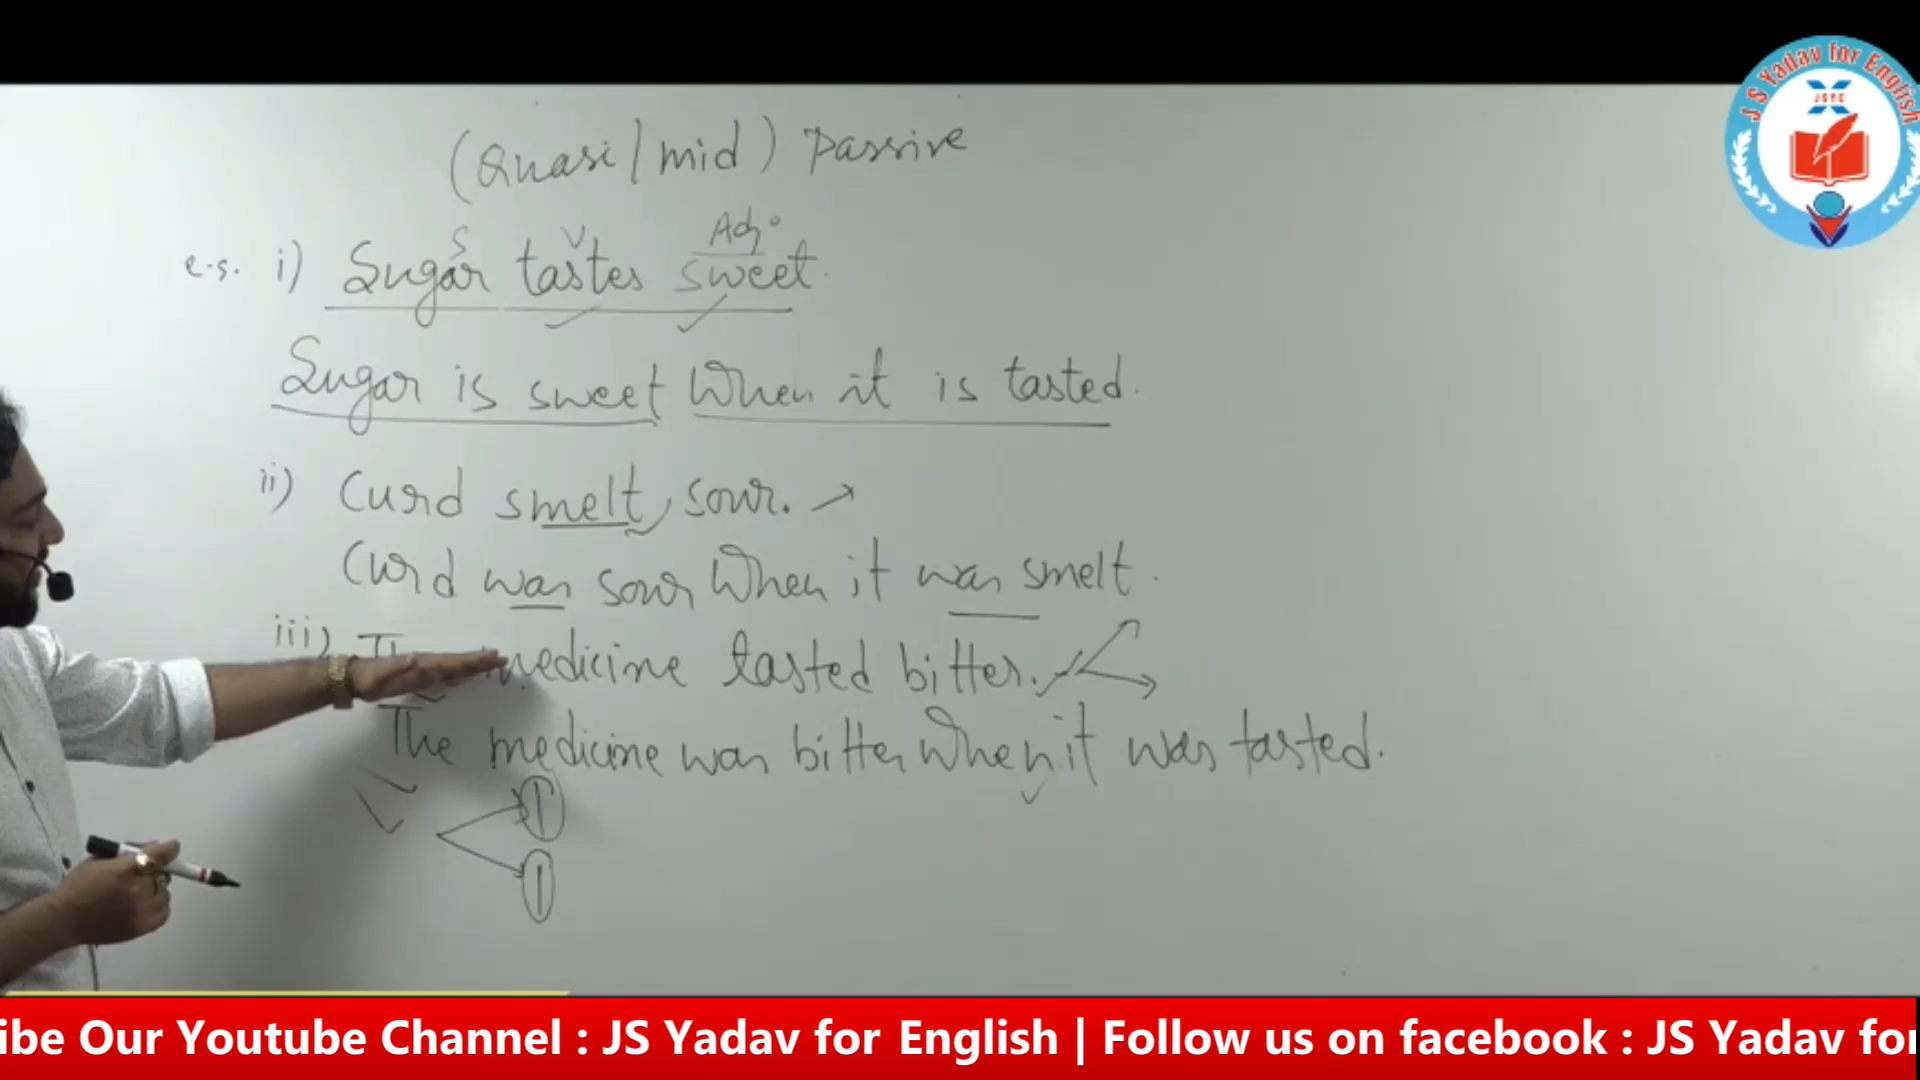 J S Yadav for English
JSYE
(Quasi/mid) Passive
S V Adj.
e.g. i) Sugar tastes sweet.
Sugar is sweet when it is tasted.
ii) Curd smelt sour.
Curd was sour when it was smelt.
iii) medicine tasted bitter.
The medicine was bitter when it was tasted.
ibe Our Youtube Channel : JS Yadav for English | Follow us on facebook : JS Yadav for